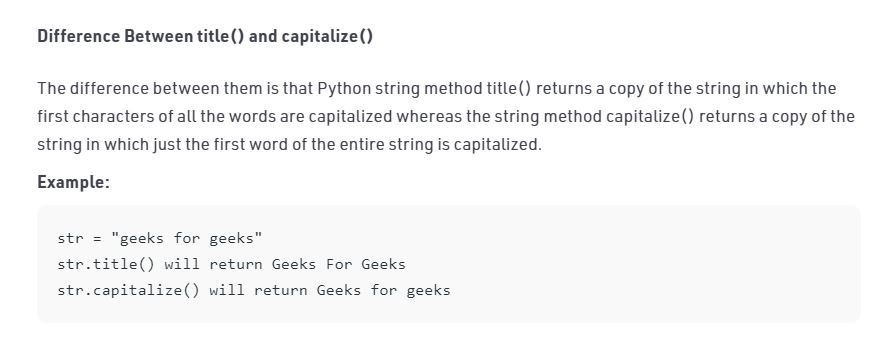 Difference Between title() and capitalize()
The difference between them is that Python string method title() returns a copy of the string in which the
first characters of all the words are capitalized whereas the string method capitalize() returns a copy of the
string in which just the first word of the entire string is capitalized.
Example:
str = "geeks for geeks"
str.title() will return Geeks For Geeks
str.capitalize() will return Geeks for geeks